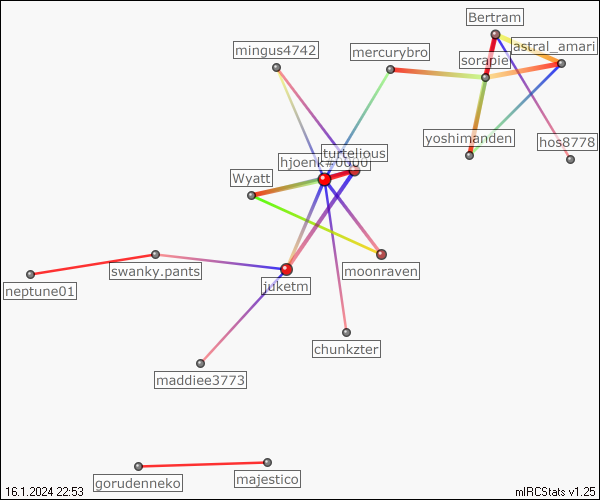 Bertram
mingus4742
mercurybro
astral_amari
sorapie
yoshimanden
hos8778
turtelious
hjoenk#0000
Wyatt
moonraven
swanky.pants
neptune01
juketm
chunkzter
maddiee3773
gorudenneko
majestico
16.1.2024 22:53
mIRCStats v1.25